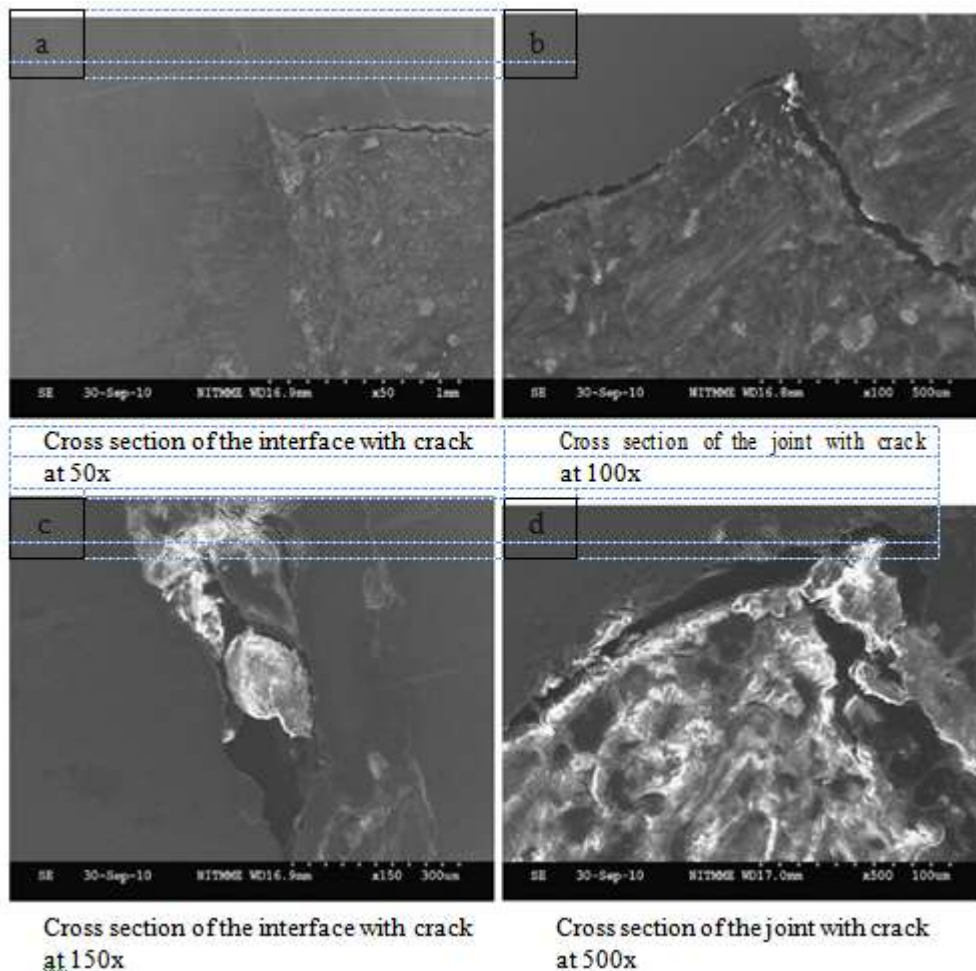 a
b
SE 30-Sep-10 NITMME WD16.9mm x50 1mm
SE 30-Sep-10 NITMME WD16.8mm x100 500um
Cross section of the interface with crack
at 50x
Cross section of the joint with crack
at 100x
c
d
SE 30-Sep-10 NITMME WD16.9mm x150 300um
SE 30-Sep-10 NITMME WD17.0mm x500 100um
Cross section of the interface with crack
at 150x
Cross section of the joint with crack
at 500x